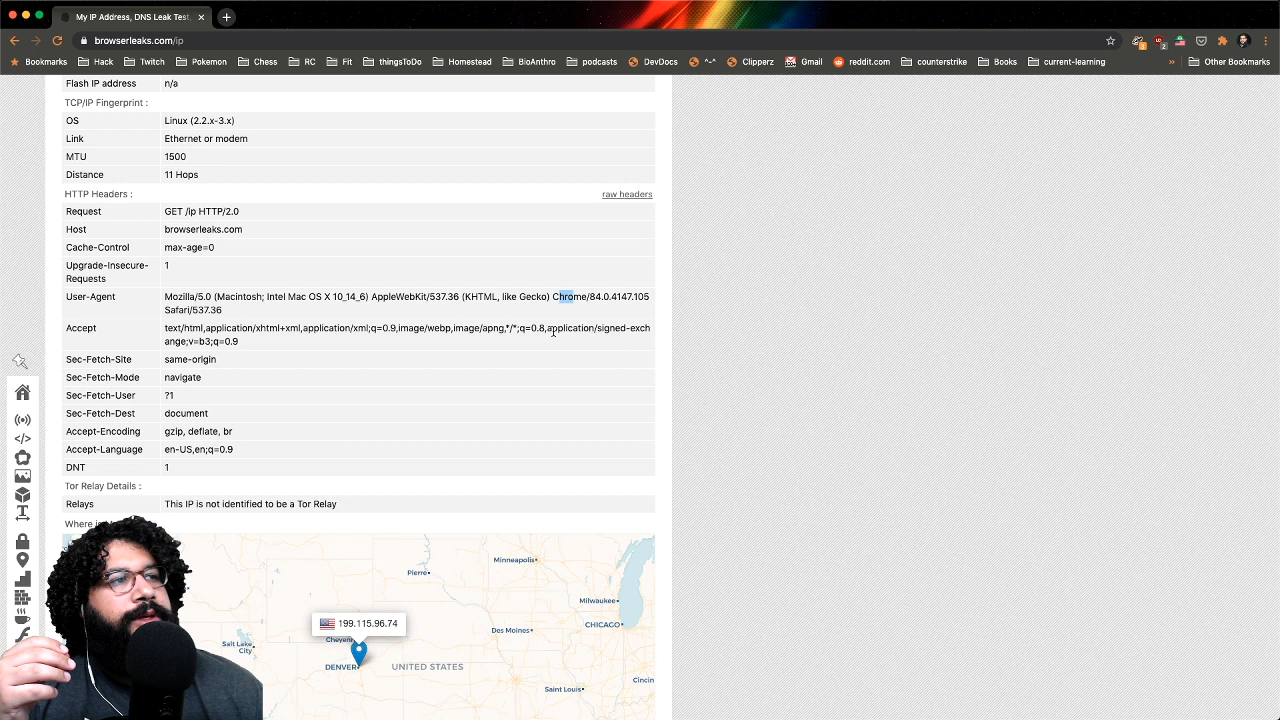 My IP Address, DNS Leak Test
browserleaks.com/ip
Bookmarks Hack Twitch Pokemon Chess RC Fit thingsToDo Homestead BioAnthro podcasts DevDocs ^-^ Clipperz Gmail reddit.com counterstrike Books current-learning » Other Bookmarks
Flash IP address n/a
TCP/IP Fingerprint :
OS Linux (2.2.x-3.x)
Link Ethernet or modem
MTU 1500
Distance 11 Hops
HTTP Headers : raw headers
Request GET /ip HTTP/2.0
Host browserleaks.com
Cache-Control max-age=0
Upgrade-Insecure- 1
Requests
User-Agent Mozilla/5.0 (Macintosh; Intel Mac OS X 10_14_6) AppleWebKit/537.36 (KHTML, like Gecko) Chrome/84.0.4147.105
Safari/537.36
Accept text/html,application/xhtml+xml,application/xml;q=0.9,image/webp,image/apng,*/*;q=0.8,application/signed-exch
ange;v=b3;q=0.9
Sec-Fetch-Site same-origin
Sec-Fetch-Mode navigate
Sec-Fetch-User ?1
Sec-Fetch-Dest document
Accept-Encoding gzip, deflate, br
Accept-Language en-US,en;q=0.9
DNT 1
Tor Relay Details :
Relays This IP is not identified to be a Tor Relay
Where is
Minneapolis
Pierre
Milwaukee
199.115.96.74
CHICAGO
Des Moines
Cheyen
Salt Lake
City
DENVER UNITED STATES
Cincin
Saint Louis